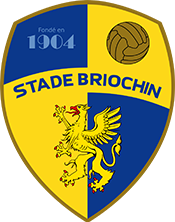 Fondé en
1904
STADE BRIOCHIN